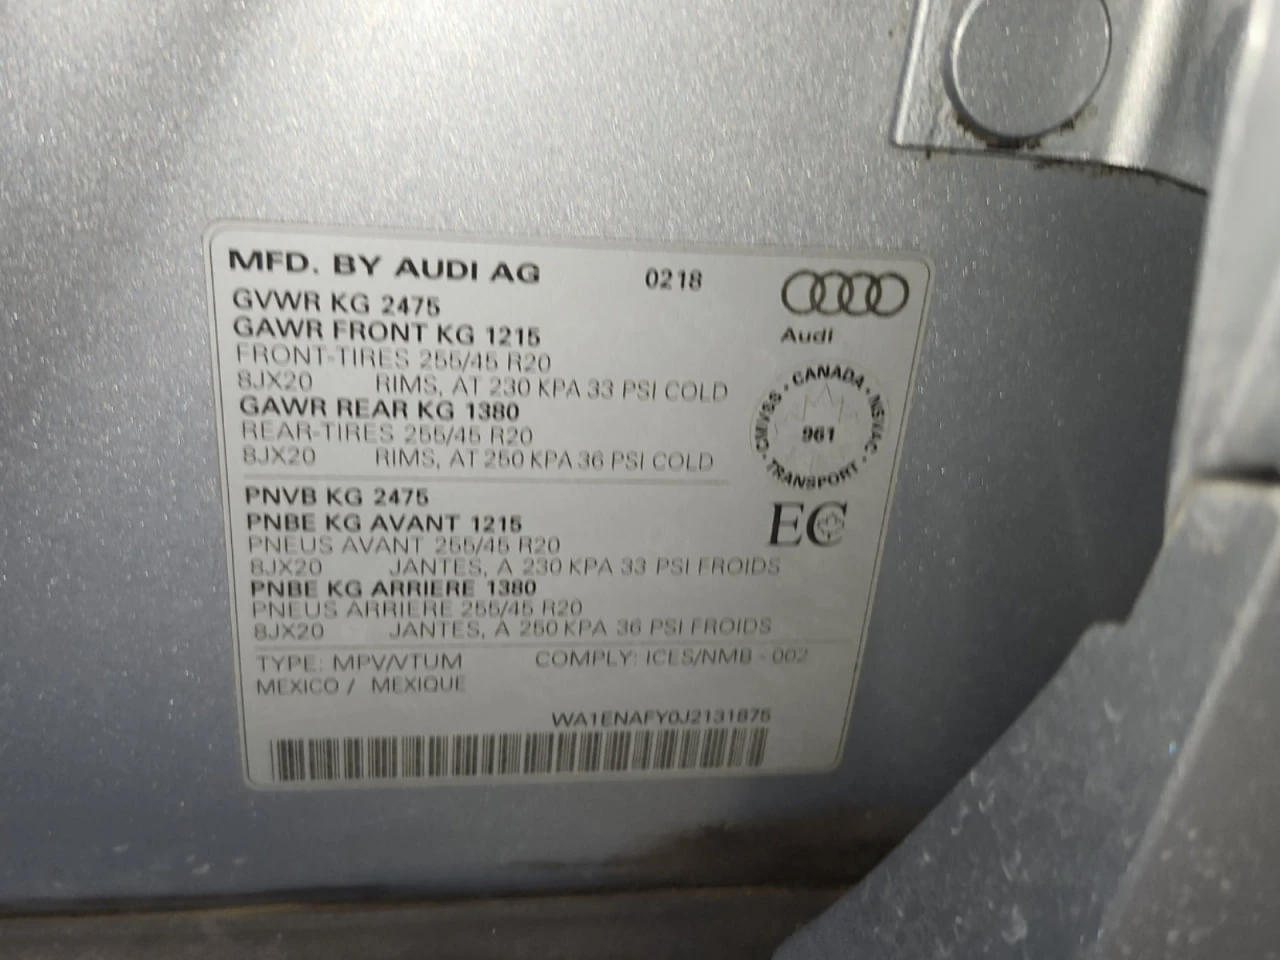 MFD. BY AUDI AG 0218
GVWR KG 2475
GAWR FRONT KG 1215
FRONT-TIRES 255/45 R20
8JX20 RIMS, AT 230 KPA 33 PSI COLD
GAWR REAR KG 1380
REAR-TIRES 255/45 R20
8JX20 RIMS, AT 250 KPA 36 PSI COLD
Audi
CANADA · NSVAC · TRANSPORT · CMVSS ·
961
PNVB KG 2475
PNBE KG AVANT 1215
PNEUS AVANT 255/45 R20
8JX20 JANTES, A 230 KPA 33 PSI FROIDS
PNBE KG ARRIERE 1380
PNEUS ARRIERE 255/45 R20
8JX20 JANTES, A 250 KPA 36 PSI FROIDS
EC
TYPE: MPV/VTUM COMPLY: ICES/NMB - 002
MEXICO / MEXIQUE
WA1ENAFY0J2131875